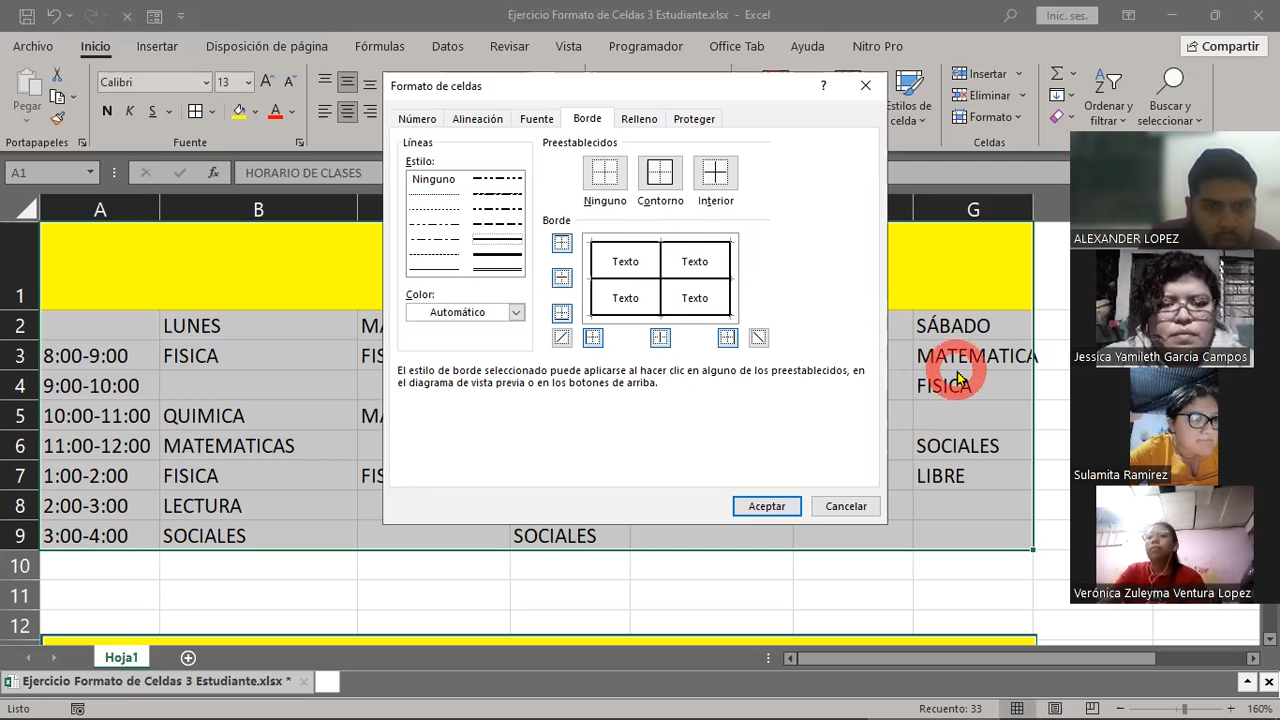 Ejercicio Formato de Celdas 3 Estudiante.xlsx - Excel
Inic. ses.
Archivo Inicio Insertar Disposición de página Fórmulas Datos Revisar Vista Programador Office Tab Ayuda Nitro Pro Compartir
Pegar
Portapapeles
Calibri 13
N K S
Fuente
Estilos de celda
Insertar
Eliminar
Formato
Celdas
Ordenar y filtrar
Buscar y seleccionar
A1 fx HORARIO DE CLASES
A B G
1
2 LUNES SÁBADO
3 8:00-9:00 FISICA MATEMATICA
4 9:00-10:00 FISICA
5 10:00-11:00 QUIMICA
6 11:00-12:00 MATEMATICAS SOCIALES
7 1:00-2:00 FISICA LIBRE
8 2:00-3:00 LECTURA
9 3:00-4:00 SOCIALES SOCIALES
10
11
12
Formato de celdas ?
Número Alineación Fuente Borde Relleno Proteger
Líneas
Estilo:
Ninguno
Color:
Automático
Preestablecidos
Ninguno Contorno Interior
Borde
Texto Texto
Texto Texto
El estilo de borde seleccionado puede aplicarse al hacer clic en alguno de los preestablecidos, en
el diagrama de vista previa o en los botones de arriba.
Aceptar Cancelar
ALEXANDER LOPEZ
Jessica Yamileth Garcia Campos
Sulamita Ramirez
Verónica Zuleyma Ventura Lopez
Hoja1
Ejercicio Formato de Celdas 3 Estudiante.xlsx *
Listo Recuento: 33 160%